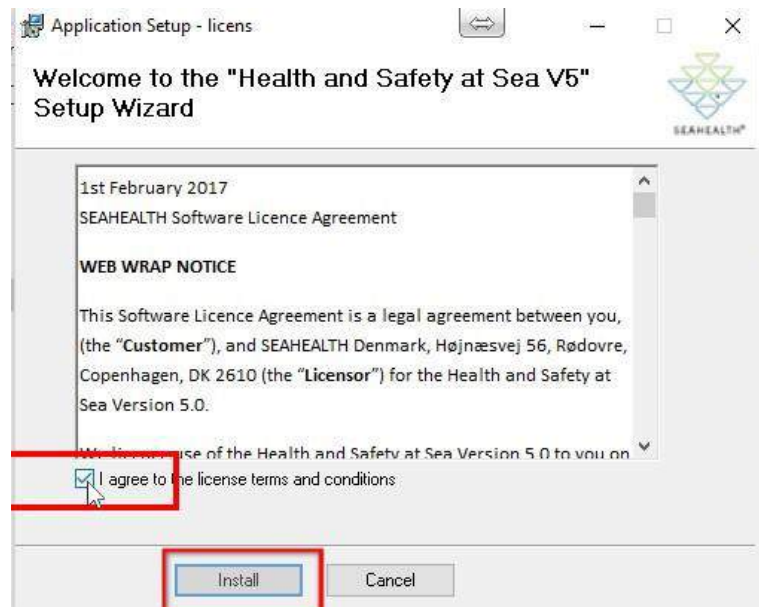 Application Setup - licens
Welcome to the "Health and Safety at Sea V5"
Setup Wizard
SEAHEALTH®
1st February 2017
SEAHEALTH Software Licence Agreement
WEB WRAP NOTICE
This Software Licence Agreement is a legal agreement between you,
(the “Customer”), and SEAHEALTH Denmark, Højnæsvej 56, Rødovre,
Copenhagen, DK 2610 (the “Licensor”) for the Health and Safety at
Sea Version 5.0.
use of the Health and Safety at Sea Version 5.0 to you on
I agree to the license terms and conditions
Install
Cancel